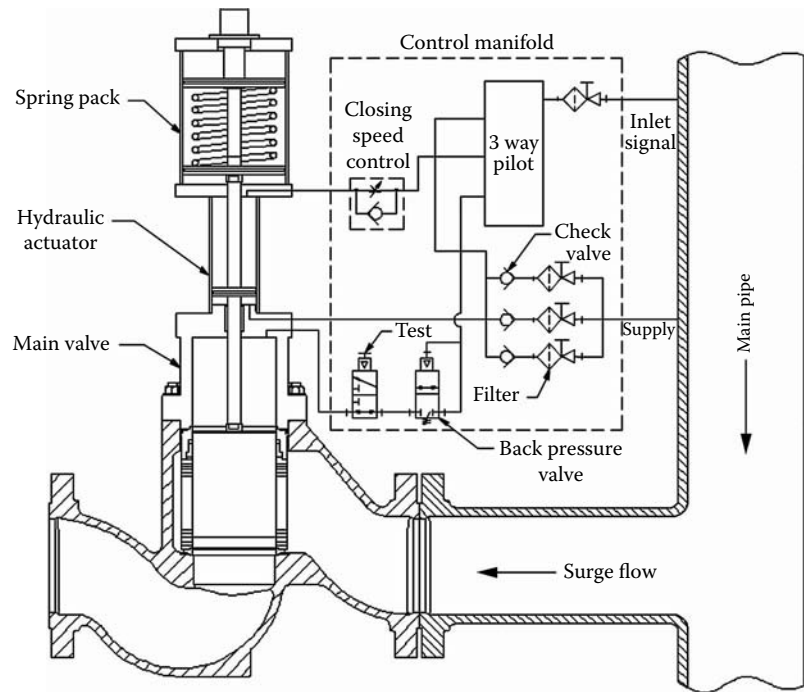 Control manifold
Spring pack
Closing
speed
control
3 way
pilot
Inlet
signal
Hydraulic
actuator
Check
valve
Main valve
Test
Supply
Main pipe
Filter
Back pressure
valve
Surge flow